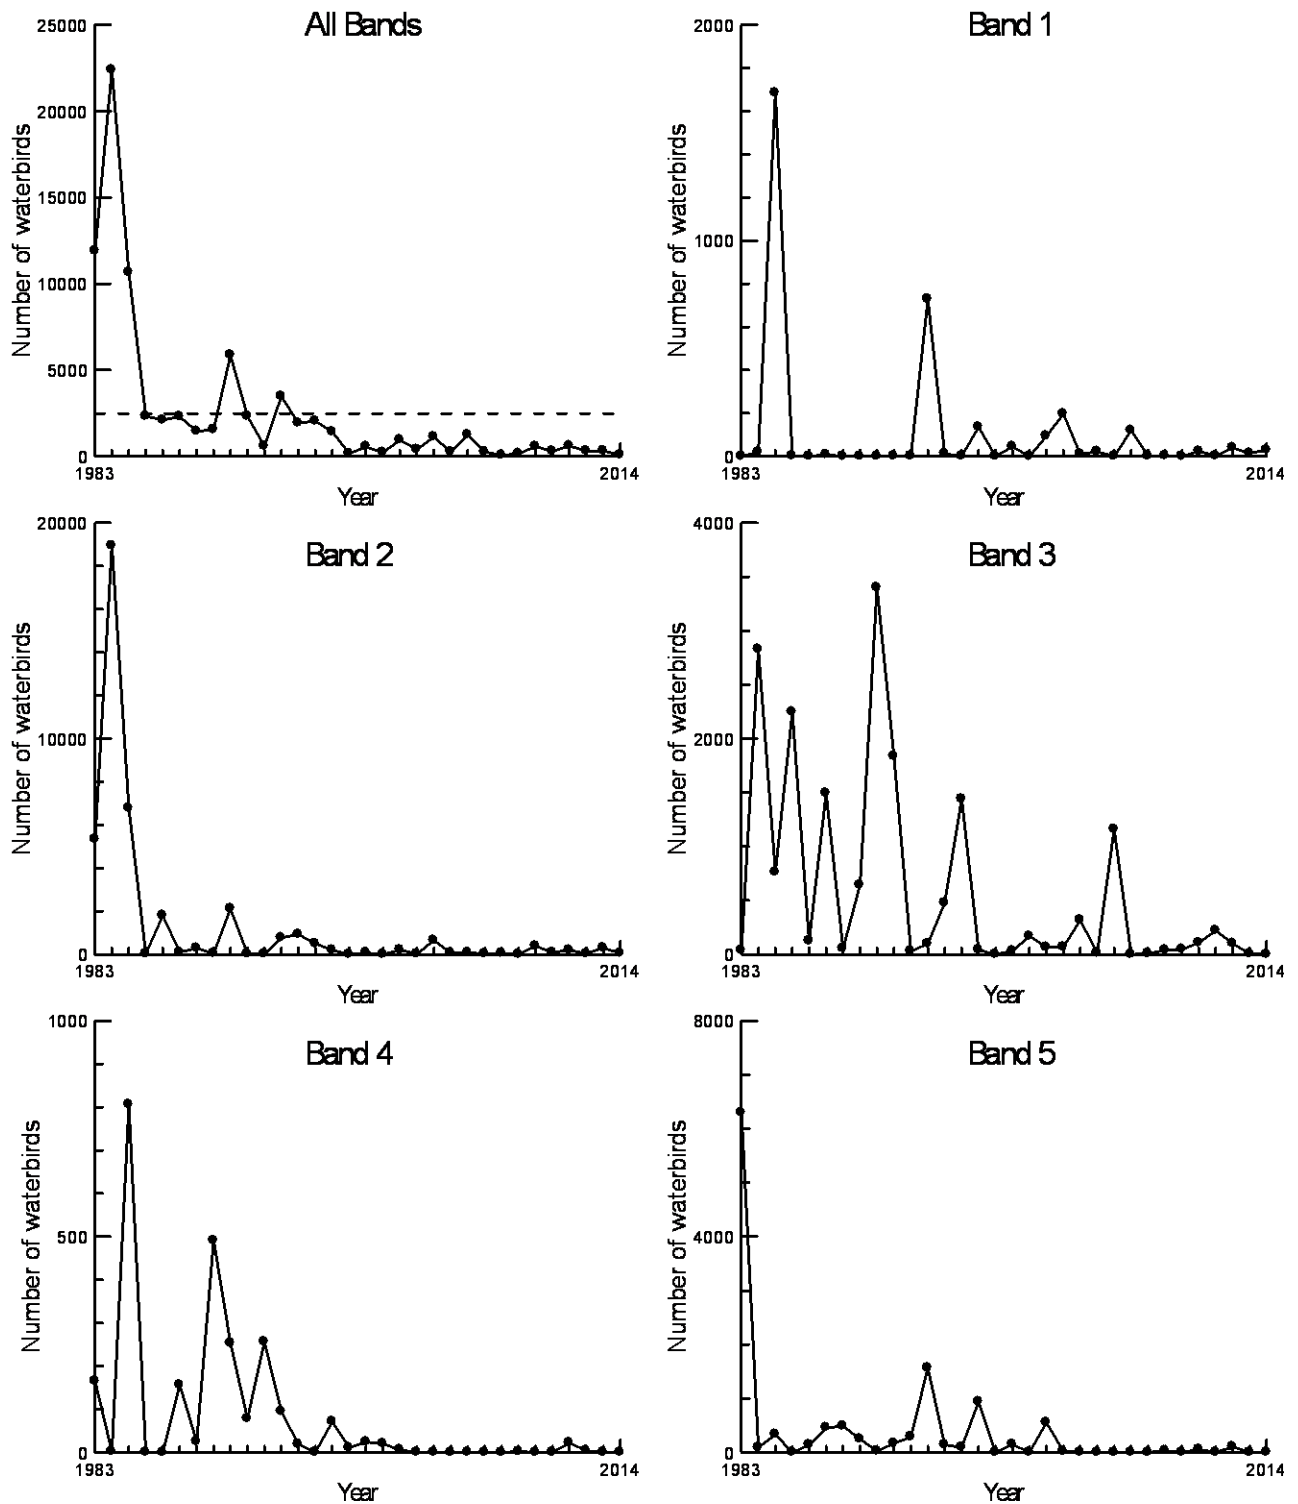 All Bands
25000
20000
15000
10000
5000
0
Number of waterbirds
1983
2014
Year
Band 1
2000
1000
0
Number of waterbirds
1983
2014
Year
Band 2
20000
10000
0
Number of waterbirds
1983
2014
Year
Band 3
4000
2000
0
Number of waterbirds
1983
2014
Year
Band 4
1000
500
0
Number of waterbirds
1983
2014
Year
Band 5
8000
4000
0
Number of waterbirds
1983
2014
Year